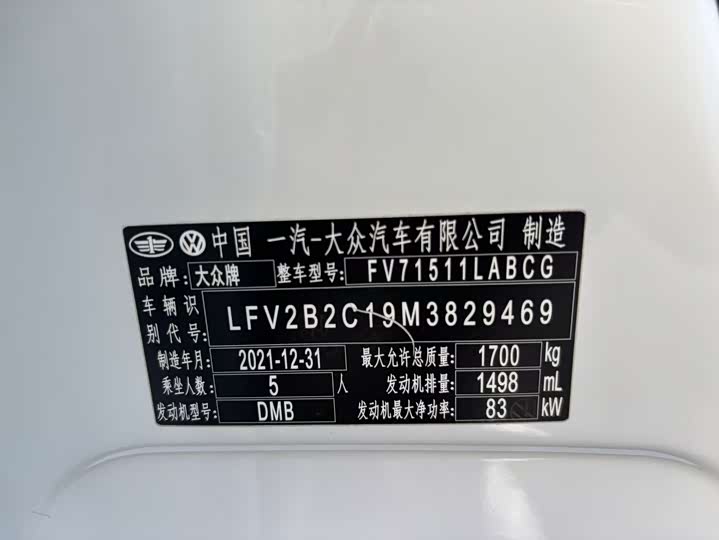 中国 一汽-大众汽车有限公司 制造
品牌: 大众牌 整车型号: FV71511LABCG
车辆识别代号: LFV2B2C19M3829469
制造年月: 2021-12-31 最大允许总质量: 1700 kg
乘坐人数: 5 人 发动机排量: 1498 mL
发动机型号: DMB 发动机最大净功率: 83 kW